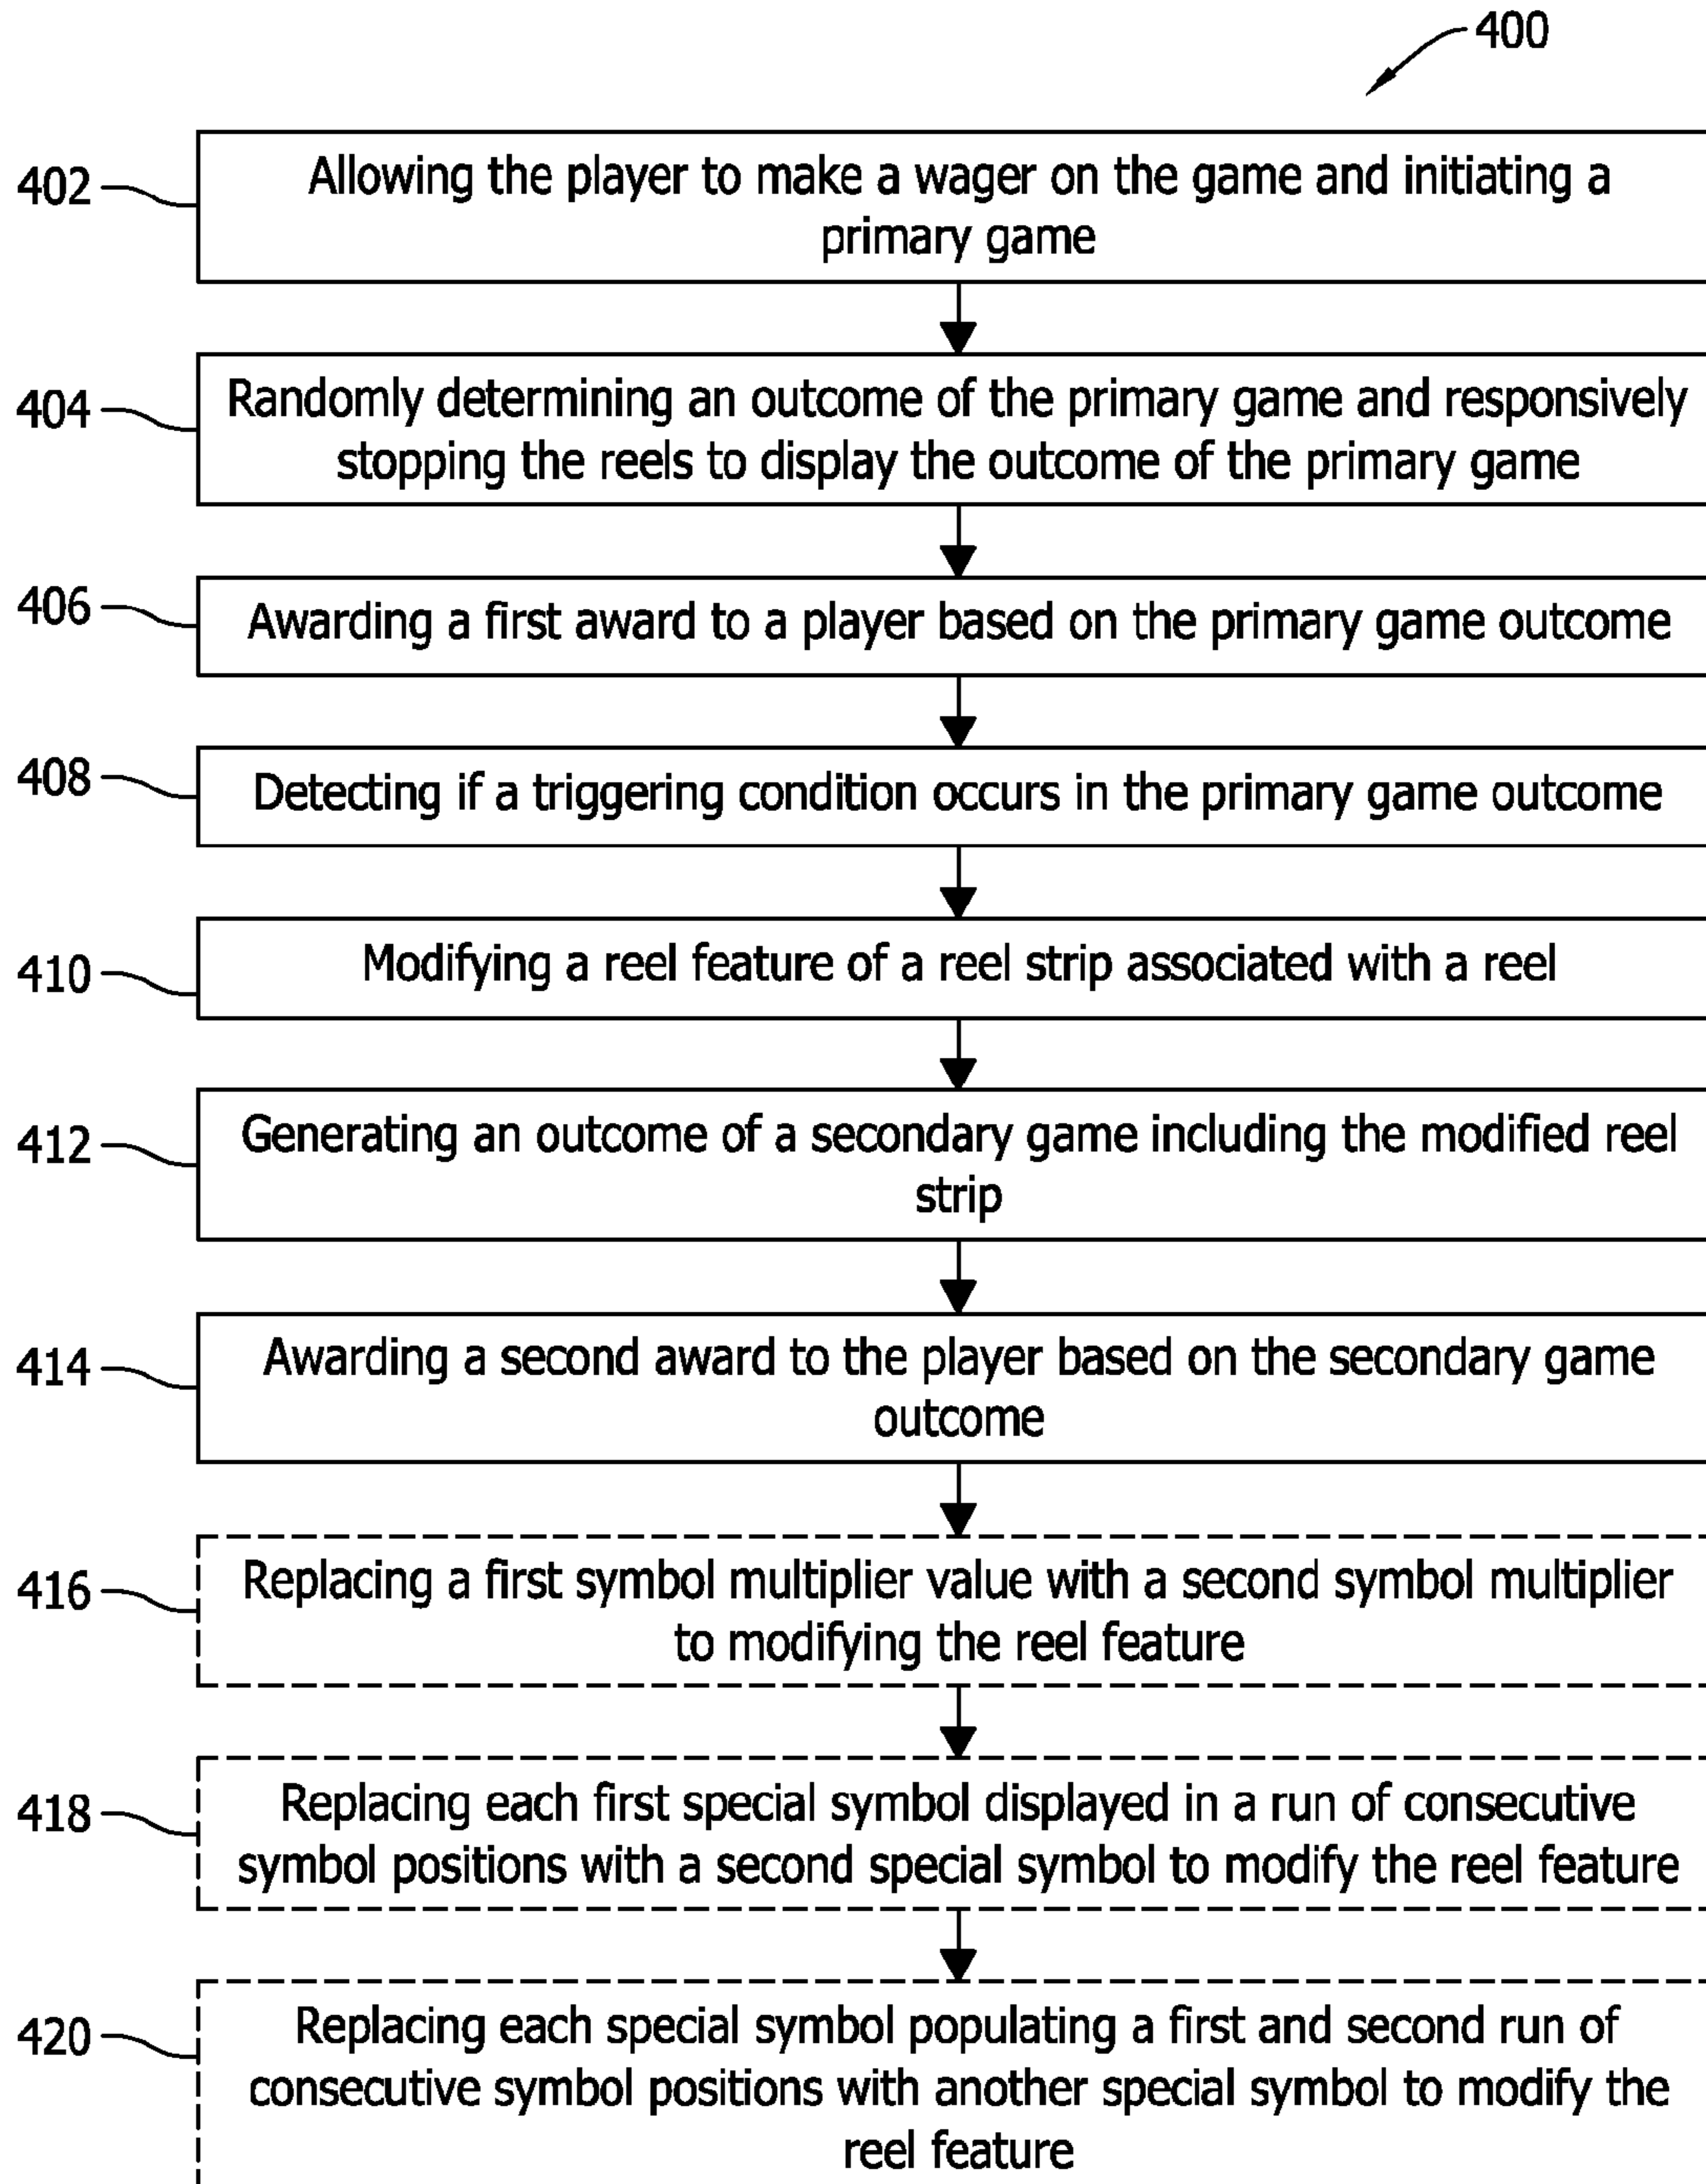 400
402
Allowing the player to make a wager on the game and initiating a
primary game
404
Randomly determining an outcome of the primary game and responsively
stopping the reels to display the outcome of the primary game
406
Awarding a first award to a player based on the primary game outcome
408
Detecting if a triggering condition occurs in the primary game outcome
410
Modifying a reel feature of a reel strip associated with a reel
412
Generating an outcome of a secondary game including the modified reel
strip
414
Awarding a second award to the player based on the secondary game
outcome
416
Replacing a first symbol multiplier value with a second symbol multiplier
to modifying the reel feature
418
Replacing each first special symbol displayed in a run of consecutive
symbol positions with a second special symbol to modify the reel feature
420
Replacing each special symbol populating a first and second run of
consecutive symbol positions with another special symbol to modify the
reel feature